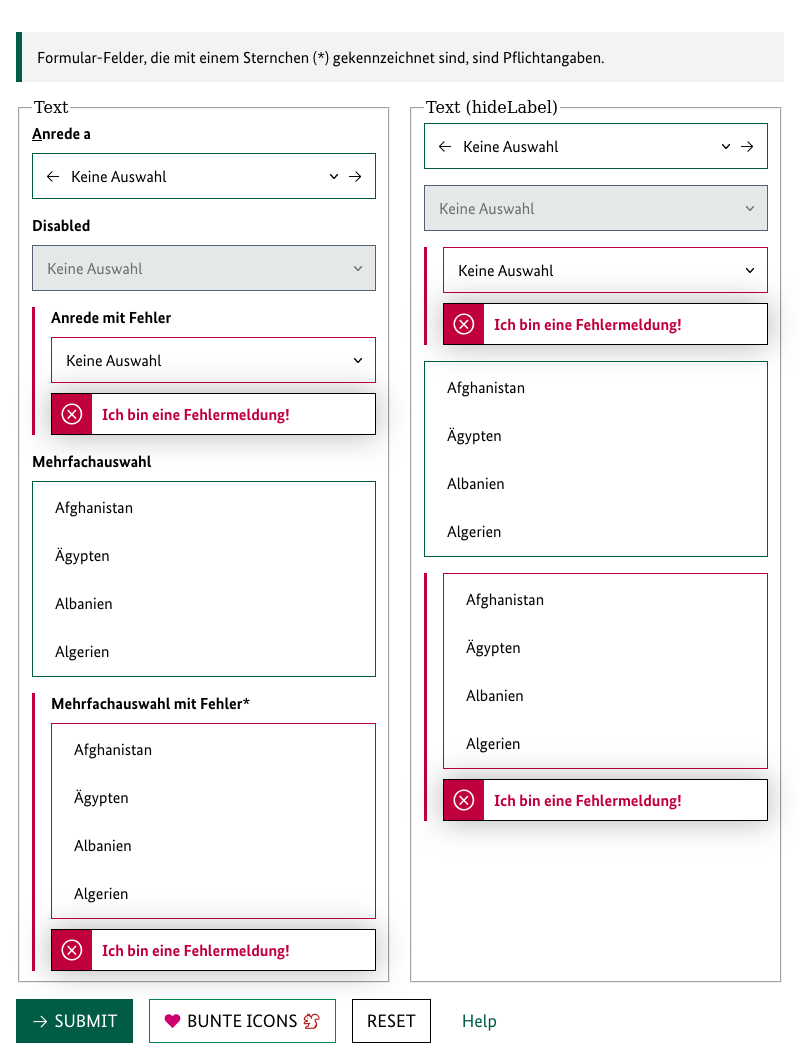 Formular-Felder, die mit einem Sternchen (*) gekennzeichnet sind, sind Pflichtangaben.
Text
Anrede a
Keine Auswahl
Disabled
Keine Auswahl
Anrede mit Fehler
Keine Auswahl
Ich bin eine Fehlermeldung!
Mehrfachauswahl
Afghanistan
Ägypten
Albanien
Algerien
Mehrfachauswahl mit Fehler*
Afghanistan
Ägypten
Albanien
Algerien
Ich bin eine Fehlermeldung!
Text (hideLabel)
Keine Auswahl
Keine Auswahl
Keine Auswahl
Ich bin eine Fehlermeldung!
Afghanistan
Ägypten
Albanien
Algerien
Afghanistan
Ägypten
Albanien
Algerien
Ich bin eine Fehlermeldung!
SUBMIT BUNTE ICONS RESET Help